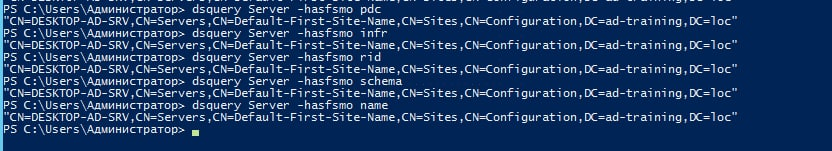 PS C:\Users\Администратор> dsquery Server -hasfsmo pdc
"CN=DESKTOP-AD-SRV,CN=Servers,CN=Default-First-Site-Name,CN=Sites,CN=Configuration,DC=ad-training,DC=loc"
PS C:\Users\Администратор> dsquery Server -hasfsmo infr
"CN=DESKTOP-AD-SRV,CN=Servers,CN=Default-First-Site-Name,CN=Sites,CN=Configuration,DC=ad-training,DC=loc"
PS C:\Users\Администратор> dsquery Server -hasfsmo rid
"CN=DESKTOP-AD-SRV,CN=Servers,CN=Default-First-Site-Name,CN=Sites,CN=Configuration,DC=ad-training,DC=loc"
PS C:\Users\Администратор> dsquery Server -hasfsmo schema
"CN=DESKTOP-AD-SRV,CN=Servers,CN=Default-First-Site-Name,CN=Sites,CN=Configuration,DC=ad-training,DC=loc"
PS C:\Users\Администратор> dsquery Server -hasfsmo name
"CN=DESKTOP-AD-SRV,CN=Servers,CN=Default-First-Site-Name,CN=Sites,CN=Configuration,DC=ad-training,DC=loc"
PS C:\Users\Администратор>